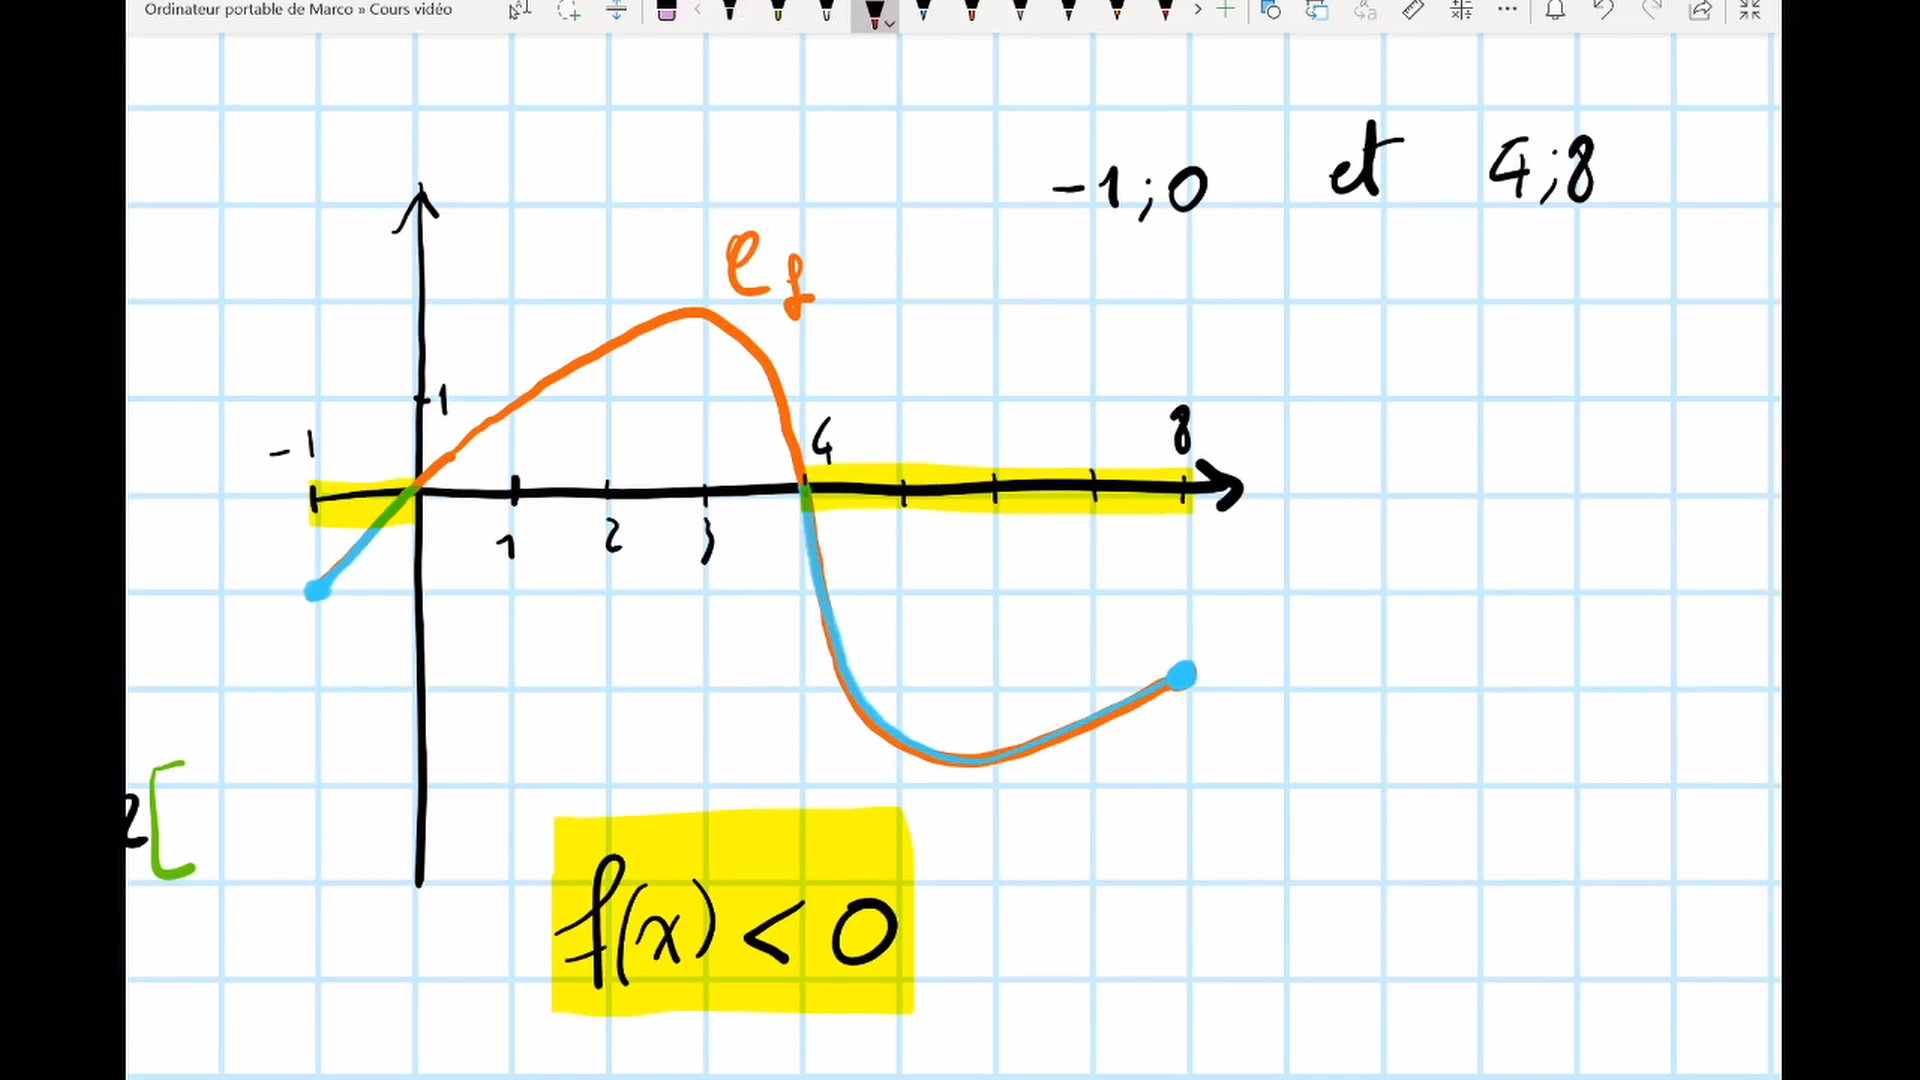 Ordinateur portable de Marco » Cours vidéo
-1;0 et 4;8
Cf
1
-1
4
8
1 2 3
2[
f(x) < 0